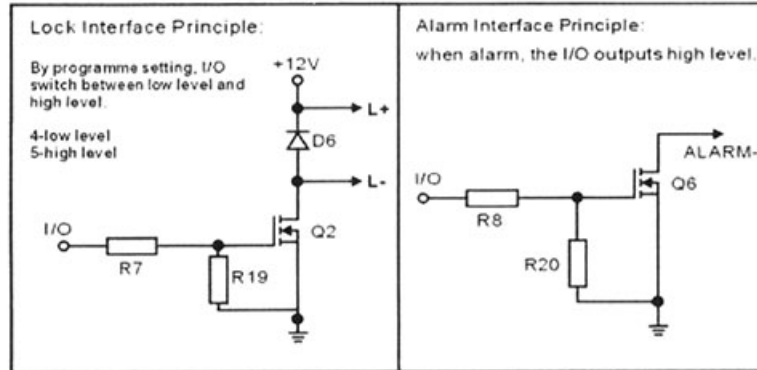 Lock Interface Principle:
By programme setting, I/O
switch between low level and
high level.
4-low level
5-high level
+12V
L+
D6
L-
I/O
R7
R19
Q2
Alarm Interface Principle:
when alarm, the I/O outputs high level.
ALARM-
I/O
R8
Q6
R20